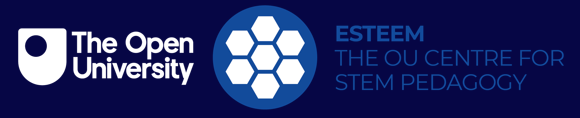 The Open
University
ESTEEM
THE OU CENTRE FOR
STEM PEDAGOGY